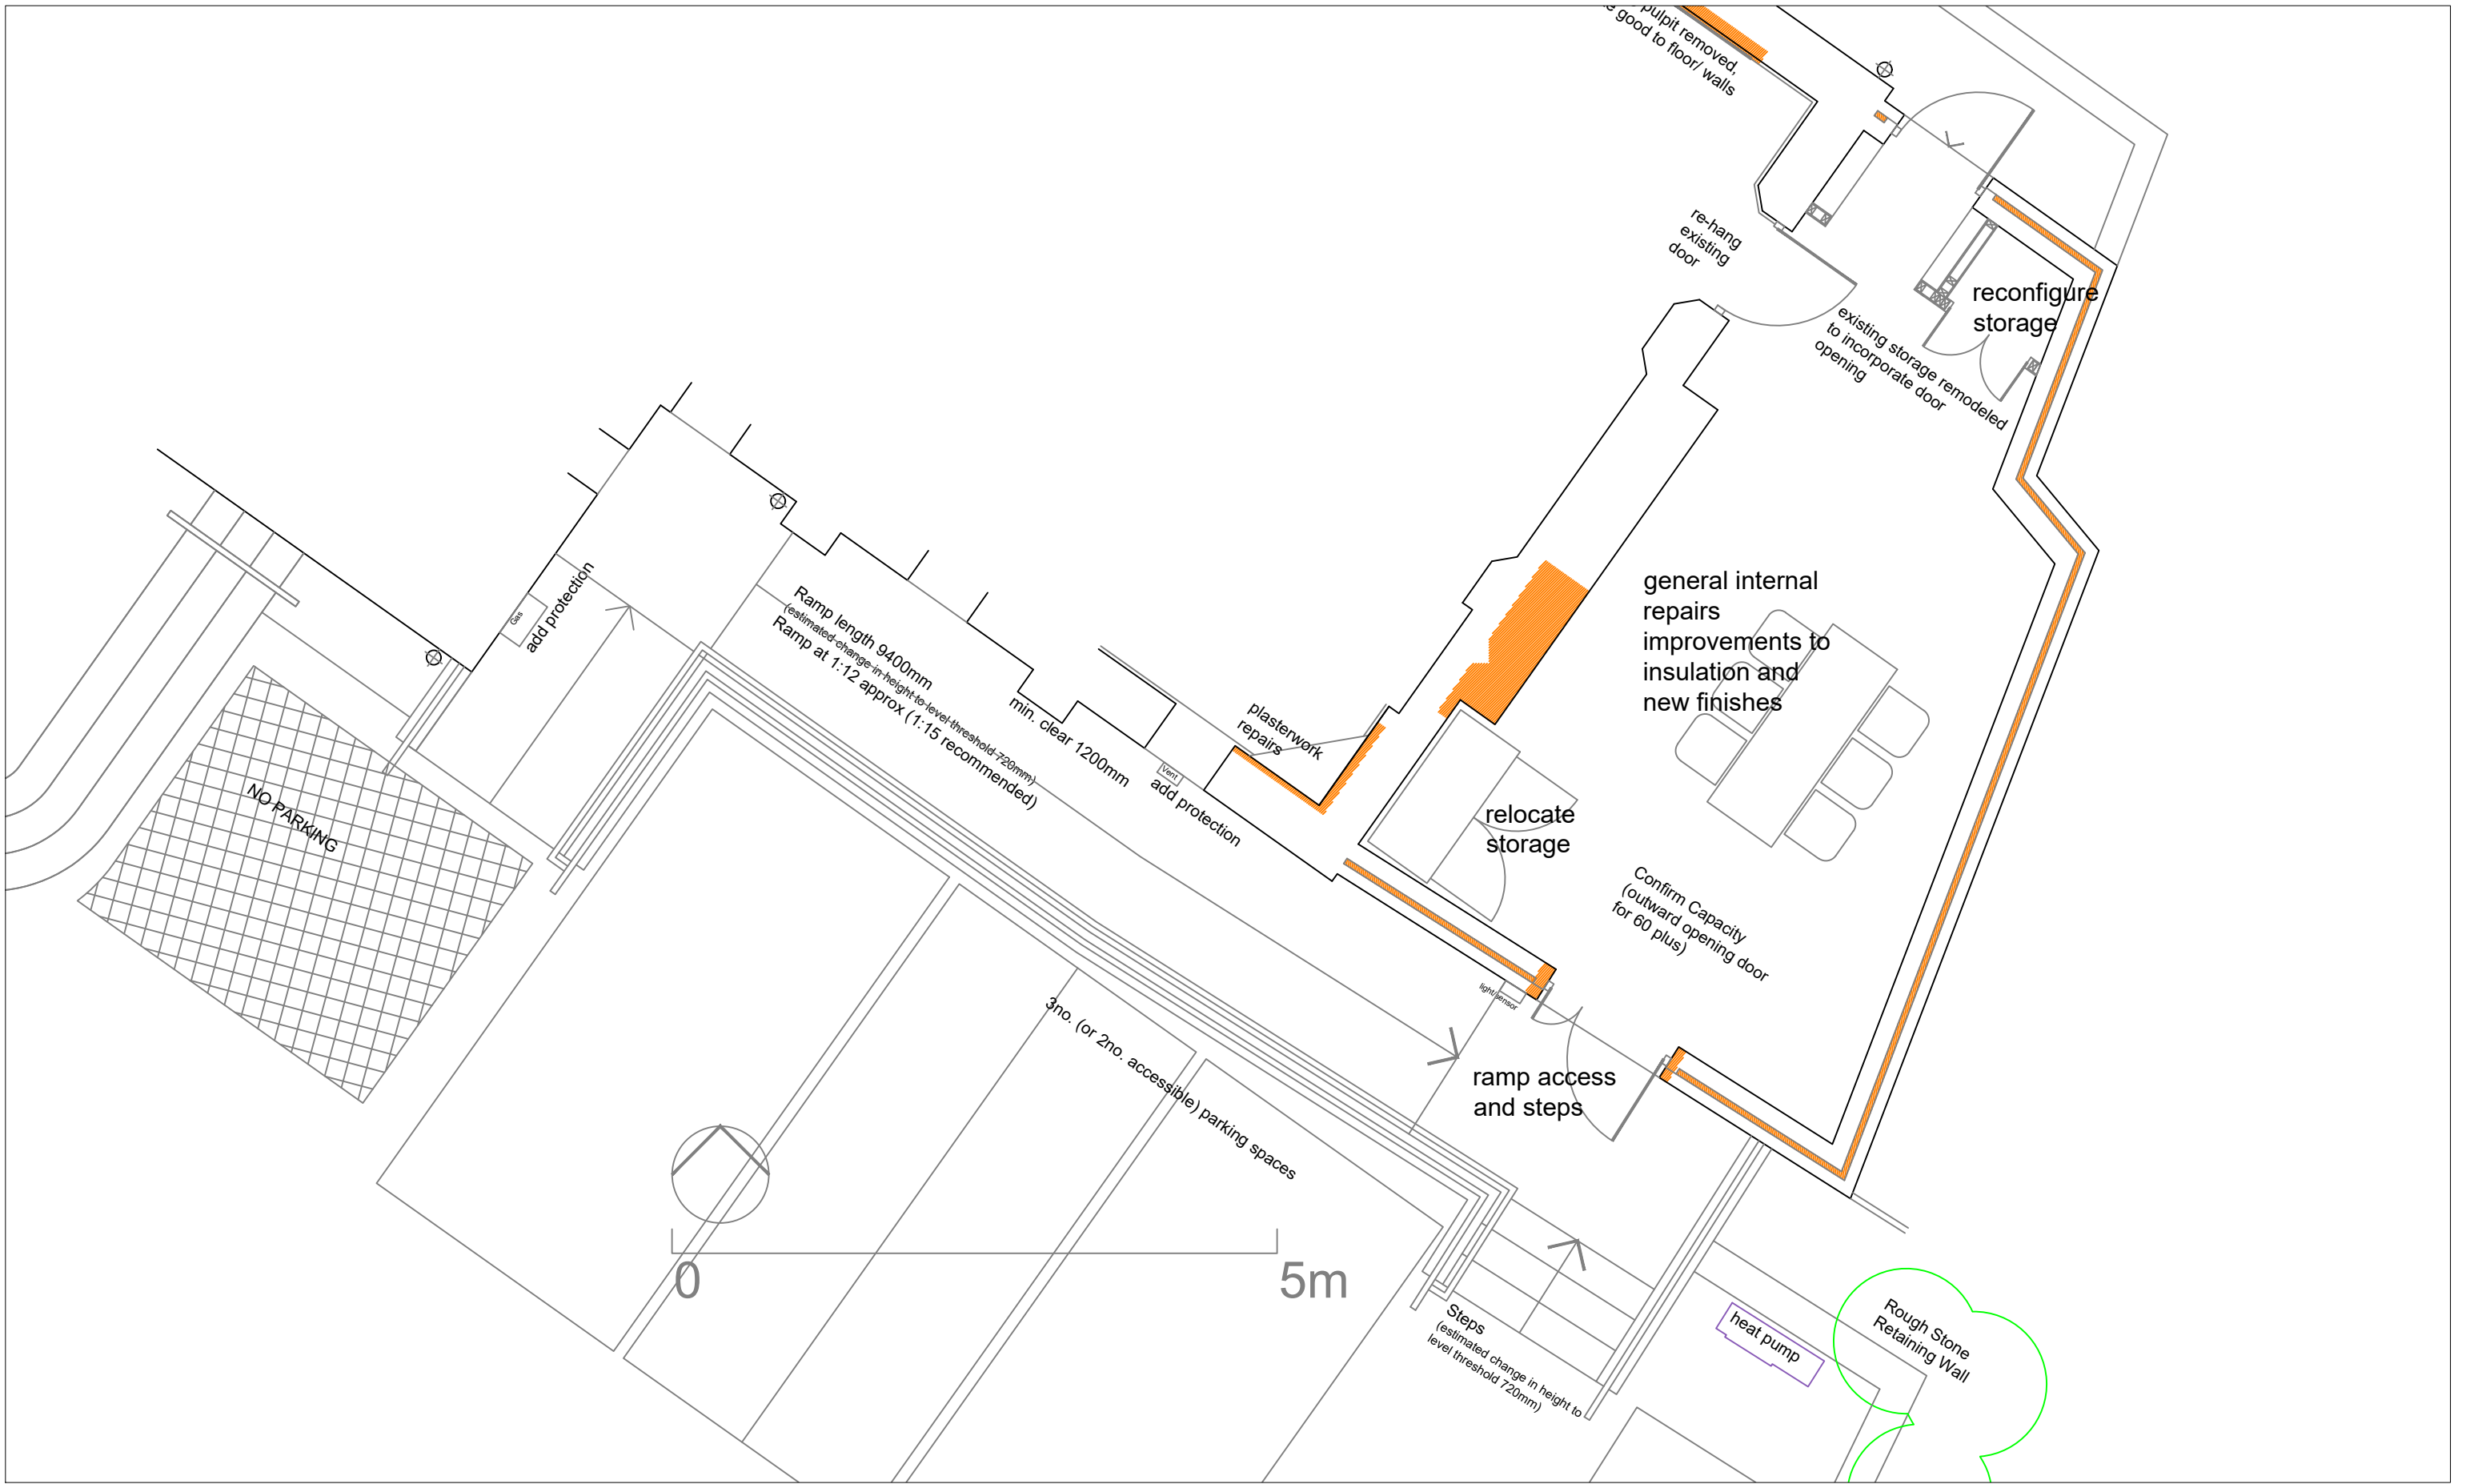 pulpit removed,
good to floor/ walls
re-hang
existing
door
reconfigure
storage
existing storage remodeled
to incorporate door
opening
general internal
repairs
improvements to
insulation and
new finishes
Gas
add protection
Ramp length 9400mm
(estimated change in height to level threshold 720mm)
Ramp at 1:12 approx (1:15 recommended)
min. clear 1200mm
Vent
add protection
plasterwork
repairs
relocate
storage
NO PARKING
Confirm Capacity
(outward opening door
for 60 plus)
light/sensor
3no. (or 2no. accessible) parking spaces
ramp access
and steps
0
5m
Steps
(estimated change in height to
level threshold 720mm)
heat pump
Rough Stone
Retaining Wall